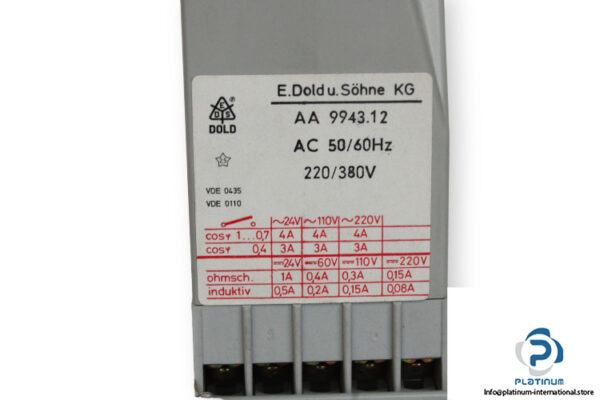 E.Dold u. Söhne KG
E
D S
®
DOLD
AA 9943.12
AC 50/60Hz
220/380V
VDE 0435
VDE 0110
~24V ~110V ~220V
cosφ 1...0,7 4A 4A 4A
cosφ 0,4 3A 3A 3A
⎓24V ⎓60V ⎓110V ⎓220V
ohmsch. 1A 0,4A 0,3A 0,15A
induktiv 0,5A 0,2A 0,15A 0,08A
PLATINUM
Info@platinum-international.store